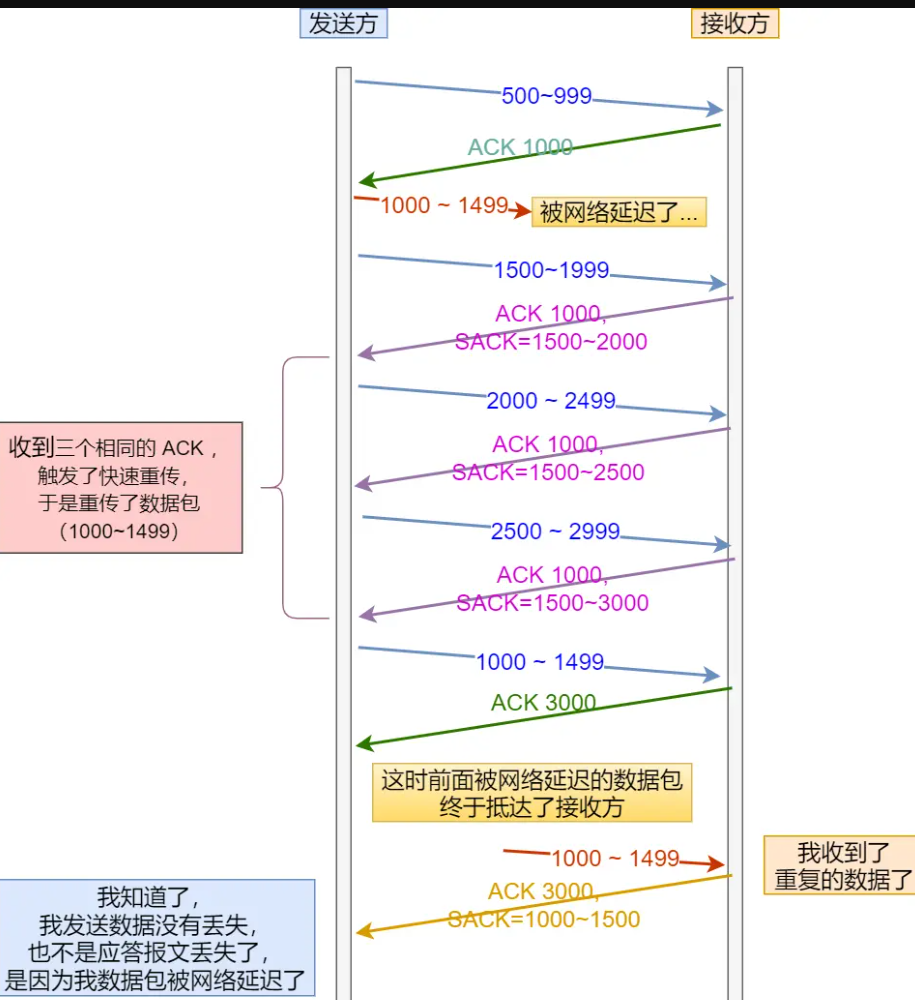 发送方
接收方
500~999
ACK 1000
1000 ~ 1499
被网络延迟了...
1500~1999
ACK 1000,
SACK=1500~2000
2000 ~ 2499
收到三个相同的 ACK ，
触发了快速重传，
于是重传了数据包
（1000~1499）
ACK 1000,
SACK=1500~2500
2500 ~ 2999
ACK 1000,
SACK=1500~3000
1000 ~ 1499
ACK 3000
这时前面被网络延迟的数据包
终于抵达了接收方
1000 ~ 1499
我收到了
重复的数据了
ACK 3000,
SACK=1000~1500
我知道了，
我发送数据没有丢失，
也不是应答报文丢失了，
是因为我数据包被网络延迟了